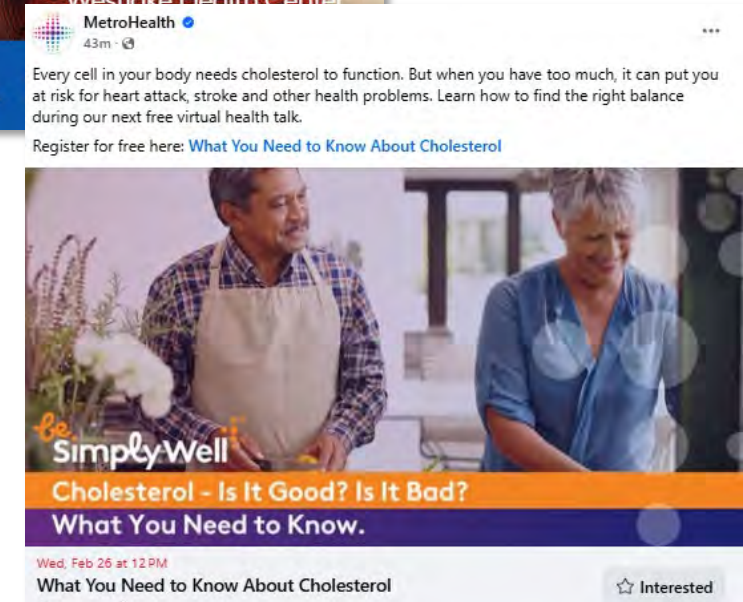 MetroHealth
43m
Every cell in your body needs cholesterol to function. But when you have too much, it can put you
at risk for heart attack, stroke and other health problems. Learn how to find the right balance
during our next free virtual health talk.
Register for free here: What You Need to Know About Cholesterol
be.
SimplyWell
Cholesterol - Is It Good? Is It Bad?
What You Need to Know.
Wed, Feb 26 at 12 PM
What You Need to Know About Cholesterol
Interested